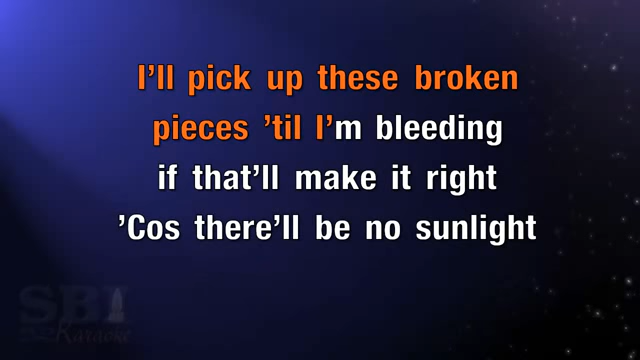 I'll pick up these broken
pieces 'til I'm bleeding
if that'll make it right
'Cos there'll be no sunlight
SBI
Karaoke